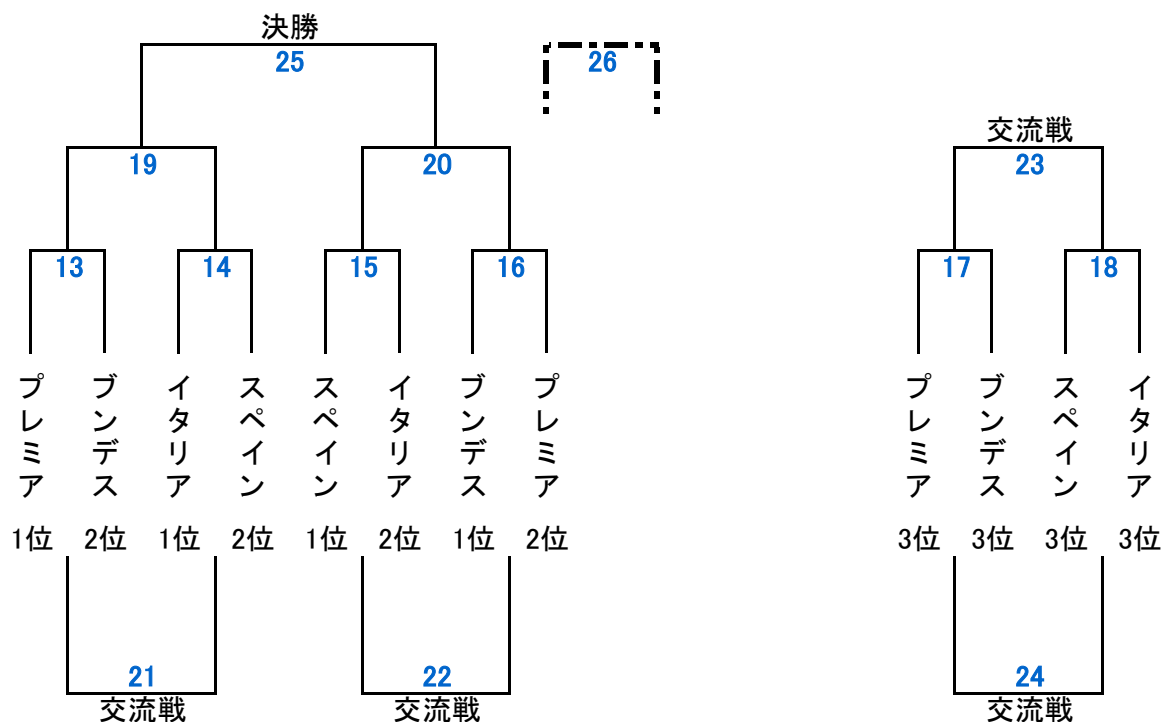 決勝
25
26
交流戦
19
20
23
13
14
15
16
17
18
プレミア
ブンデス
イタリア
スペイン
スペイン
イタリア
ブンデス
プレミア
プレミア
ブンデス
スペイン
イタリア
1位 2位 1位 2位 1位 2位 1位 2位 3位 3位 3位 3位
21
22
24
交流戦
交流戦
交流戦